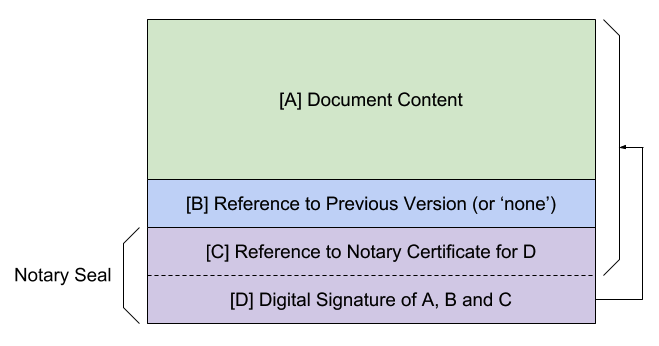 [A] Document Content
[B] Reference to Previous Version (or ‘none’)
[C] Reference to Notary Certificate for D
Notary Seal
[D] Digital Signature of A, B and C